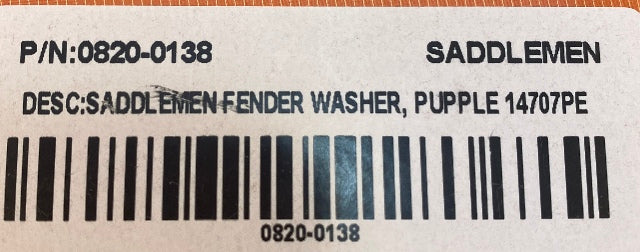 P/N:0820-0138 SADDLEMEN
DESC:SADDLEMEN FENDER WASHER, PUPPLE 14707PE
0820-0138